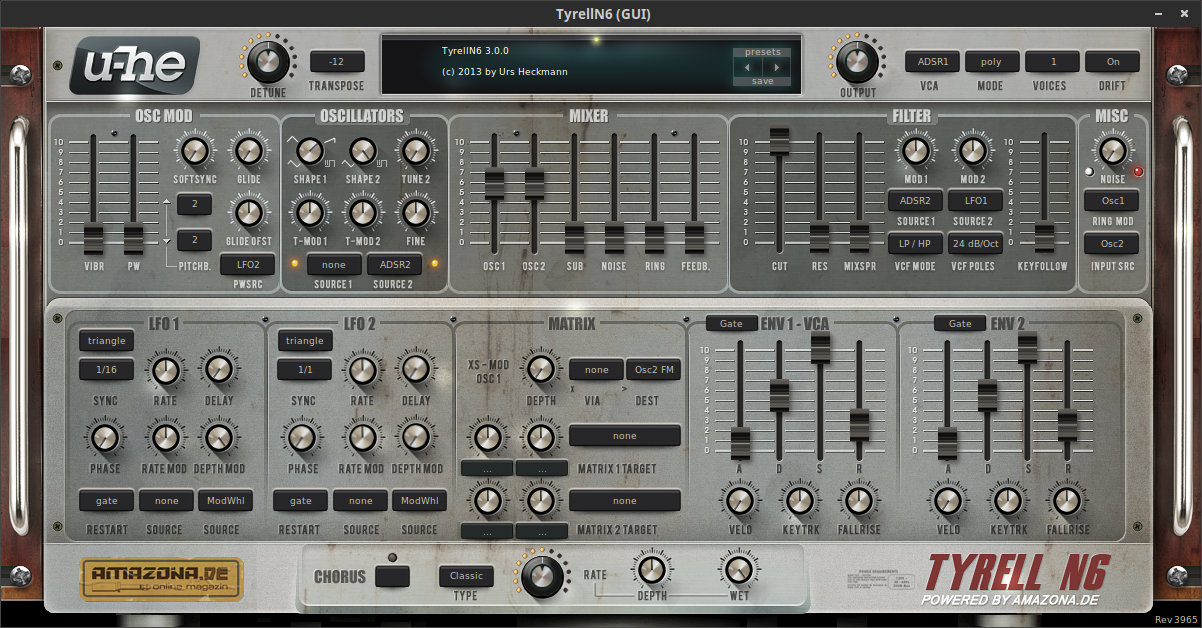 TyrellN6 (GUI)
u-he
DETUNE
-12
TRANSPOSE
TyrellN6 3.0.0
(c) 2013 by Urs Heckmann
presets
save
OUTPUT
ADSR1 poly 1 On
VCA MODE VOICES DRIFT
OSC MOD OSCILLATORS MIXER FILTER MISC
10 9 8 7 6 5 4 3 2 1 0
VIBR PW
SOFTSYNC GLIDE
2
GLIDE OFST
2
PITCHB.
LFO2
PWSRC
SHAPE 1 SHAPE 2 TUNE 2
T-MOD 1 T-MOD 2 FINE
none ADSR2
SOURCE 1 SOURCE 2
10 9 8 7 6 5 4 3 2 1 0
OSC 1 OSC 2 SUB NOISE RING FEEDB.
10 9 8 7 6 5 4 3 2 1 0
CUT RES MIXSPR
MOD 1 MOD 2
ADSR2 LFO1
SOURCE 1 SOURCE 2
LP / HP 24 dB/Oct
VCF MODE VCF POLES
10 9 8 7 6 5 4 3 2 1 0
KEYFOLLOW
NOISE
Osc1
RING MOD
Osc2
INPUT SRC
LFO 1
triangle
1/16
SYNC RATE DELAY
PHASE RATE MOD DEPTH MOD
gate none ModWhl
RESTART SOURCE SOURCE
LFO 2
triangle
1/1
SYNC RATE DELAY
PHASE RATE MOD DEPTH MOD
gate none ModWhl
RESTART SOURCE SOURCE
MATRIX
XS - MOD
OSC 1
DEPTH
none Osc2 FM
X VIA > DEST
none
... ... MATRIX 1 TARGET
none
... ... MATRIX 2 TARGET
Gate ENV 1 - VCA
10 9 8 7 6 5 4 3 2 1 0
A D S R
VELO KEYTRK FALLRISE
Gate ENV 2
10 9 8 7 6 5 4 3 2 1 0
A D S R
VELO KEYTRK FALLRISE
AMAZONA.DE
online magazin
CHORUS
Classic
TYPE
RATE
DEPTH WET
TYRELL N6
POWERED BY AMAZONA.DE
Rev 3965